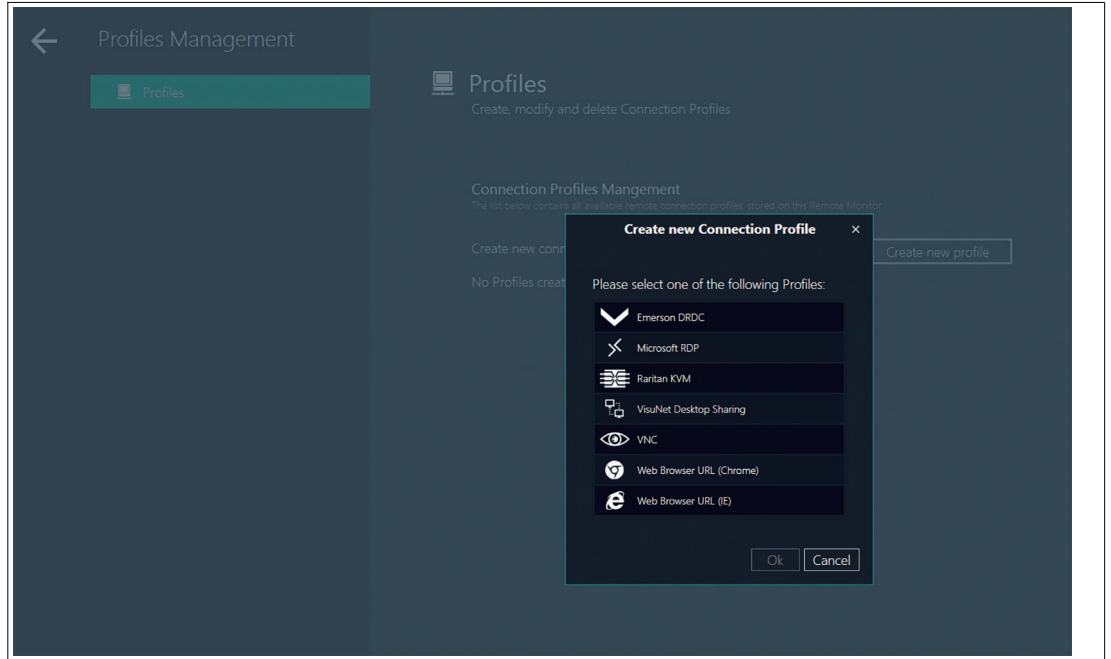 Profiles Management
Profiles
Profiles
Create, modify and delete Connection Profiles
Connection Profiles Mangement
The list below contains all available remote connection profiles, stored on this Remote Monitor
Create new Connection Profile ×
Create new conn
Create new profile
No Profiles creat
Please select one of the following Profiles:
Emerson DRDC
Microsoft RDP
Raritan KVM
VisuNet Desktop Sharing
VNC
Web Browser URL (Chrome)
Web Browser URL (IE)
Ok Cancel